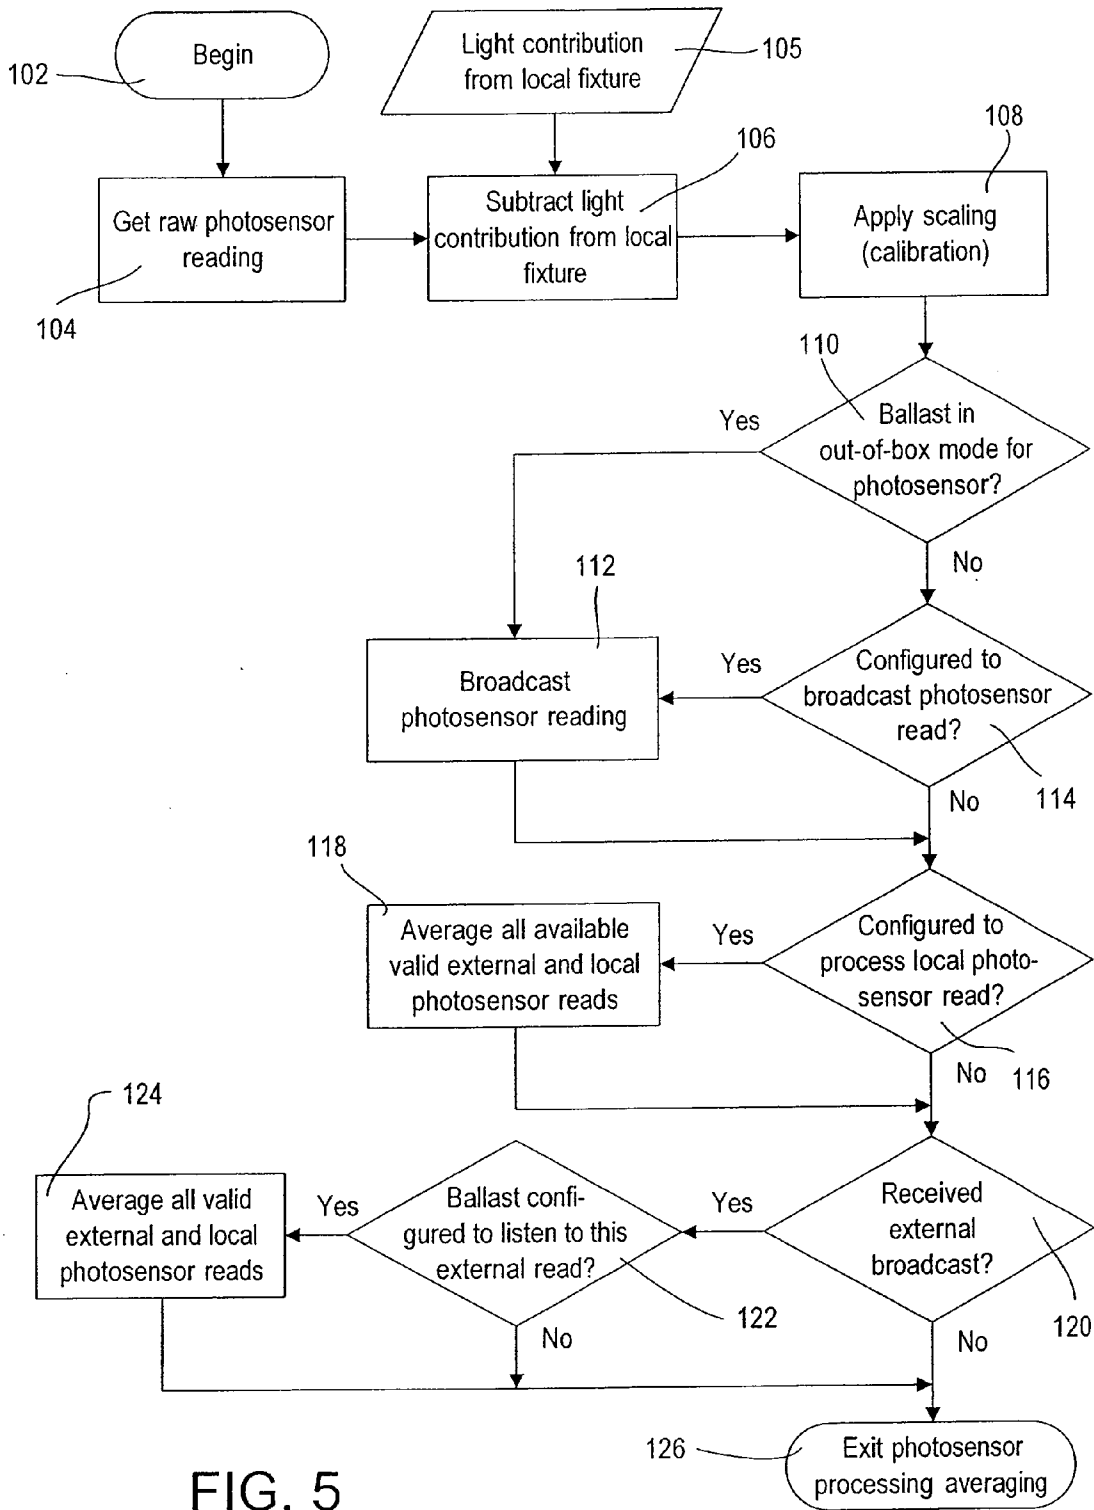 Begin
102
Light contribution
from local fixture
105
Get raw photosensor
reading
104
Subtract light
contribution from local
fixture
106
Apply scaling
(calibration)
108
110
Ballast in
out-of-box mode for
photosensor?
Yes
No
112
Broadcast
photosensor reading
Yes
Configured to
broadcast photosensor
read?
114
No
118
Average all available
valid external and local
photosensor reads
Yes
Configured to
process local photo-
sensor read?
116
No
124
Average all valid
external and local
photosensor reads
Yes
Ballast confi-
gured to listen to this
external read?
122
No
Yes
Received
external
broadcast?
120
No
126
Exit photosensor
processing averaging
FIG. 5